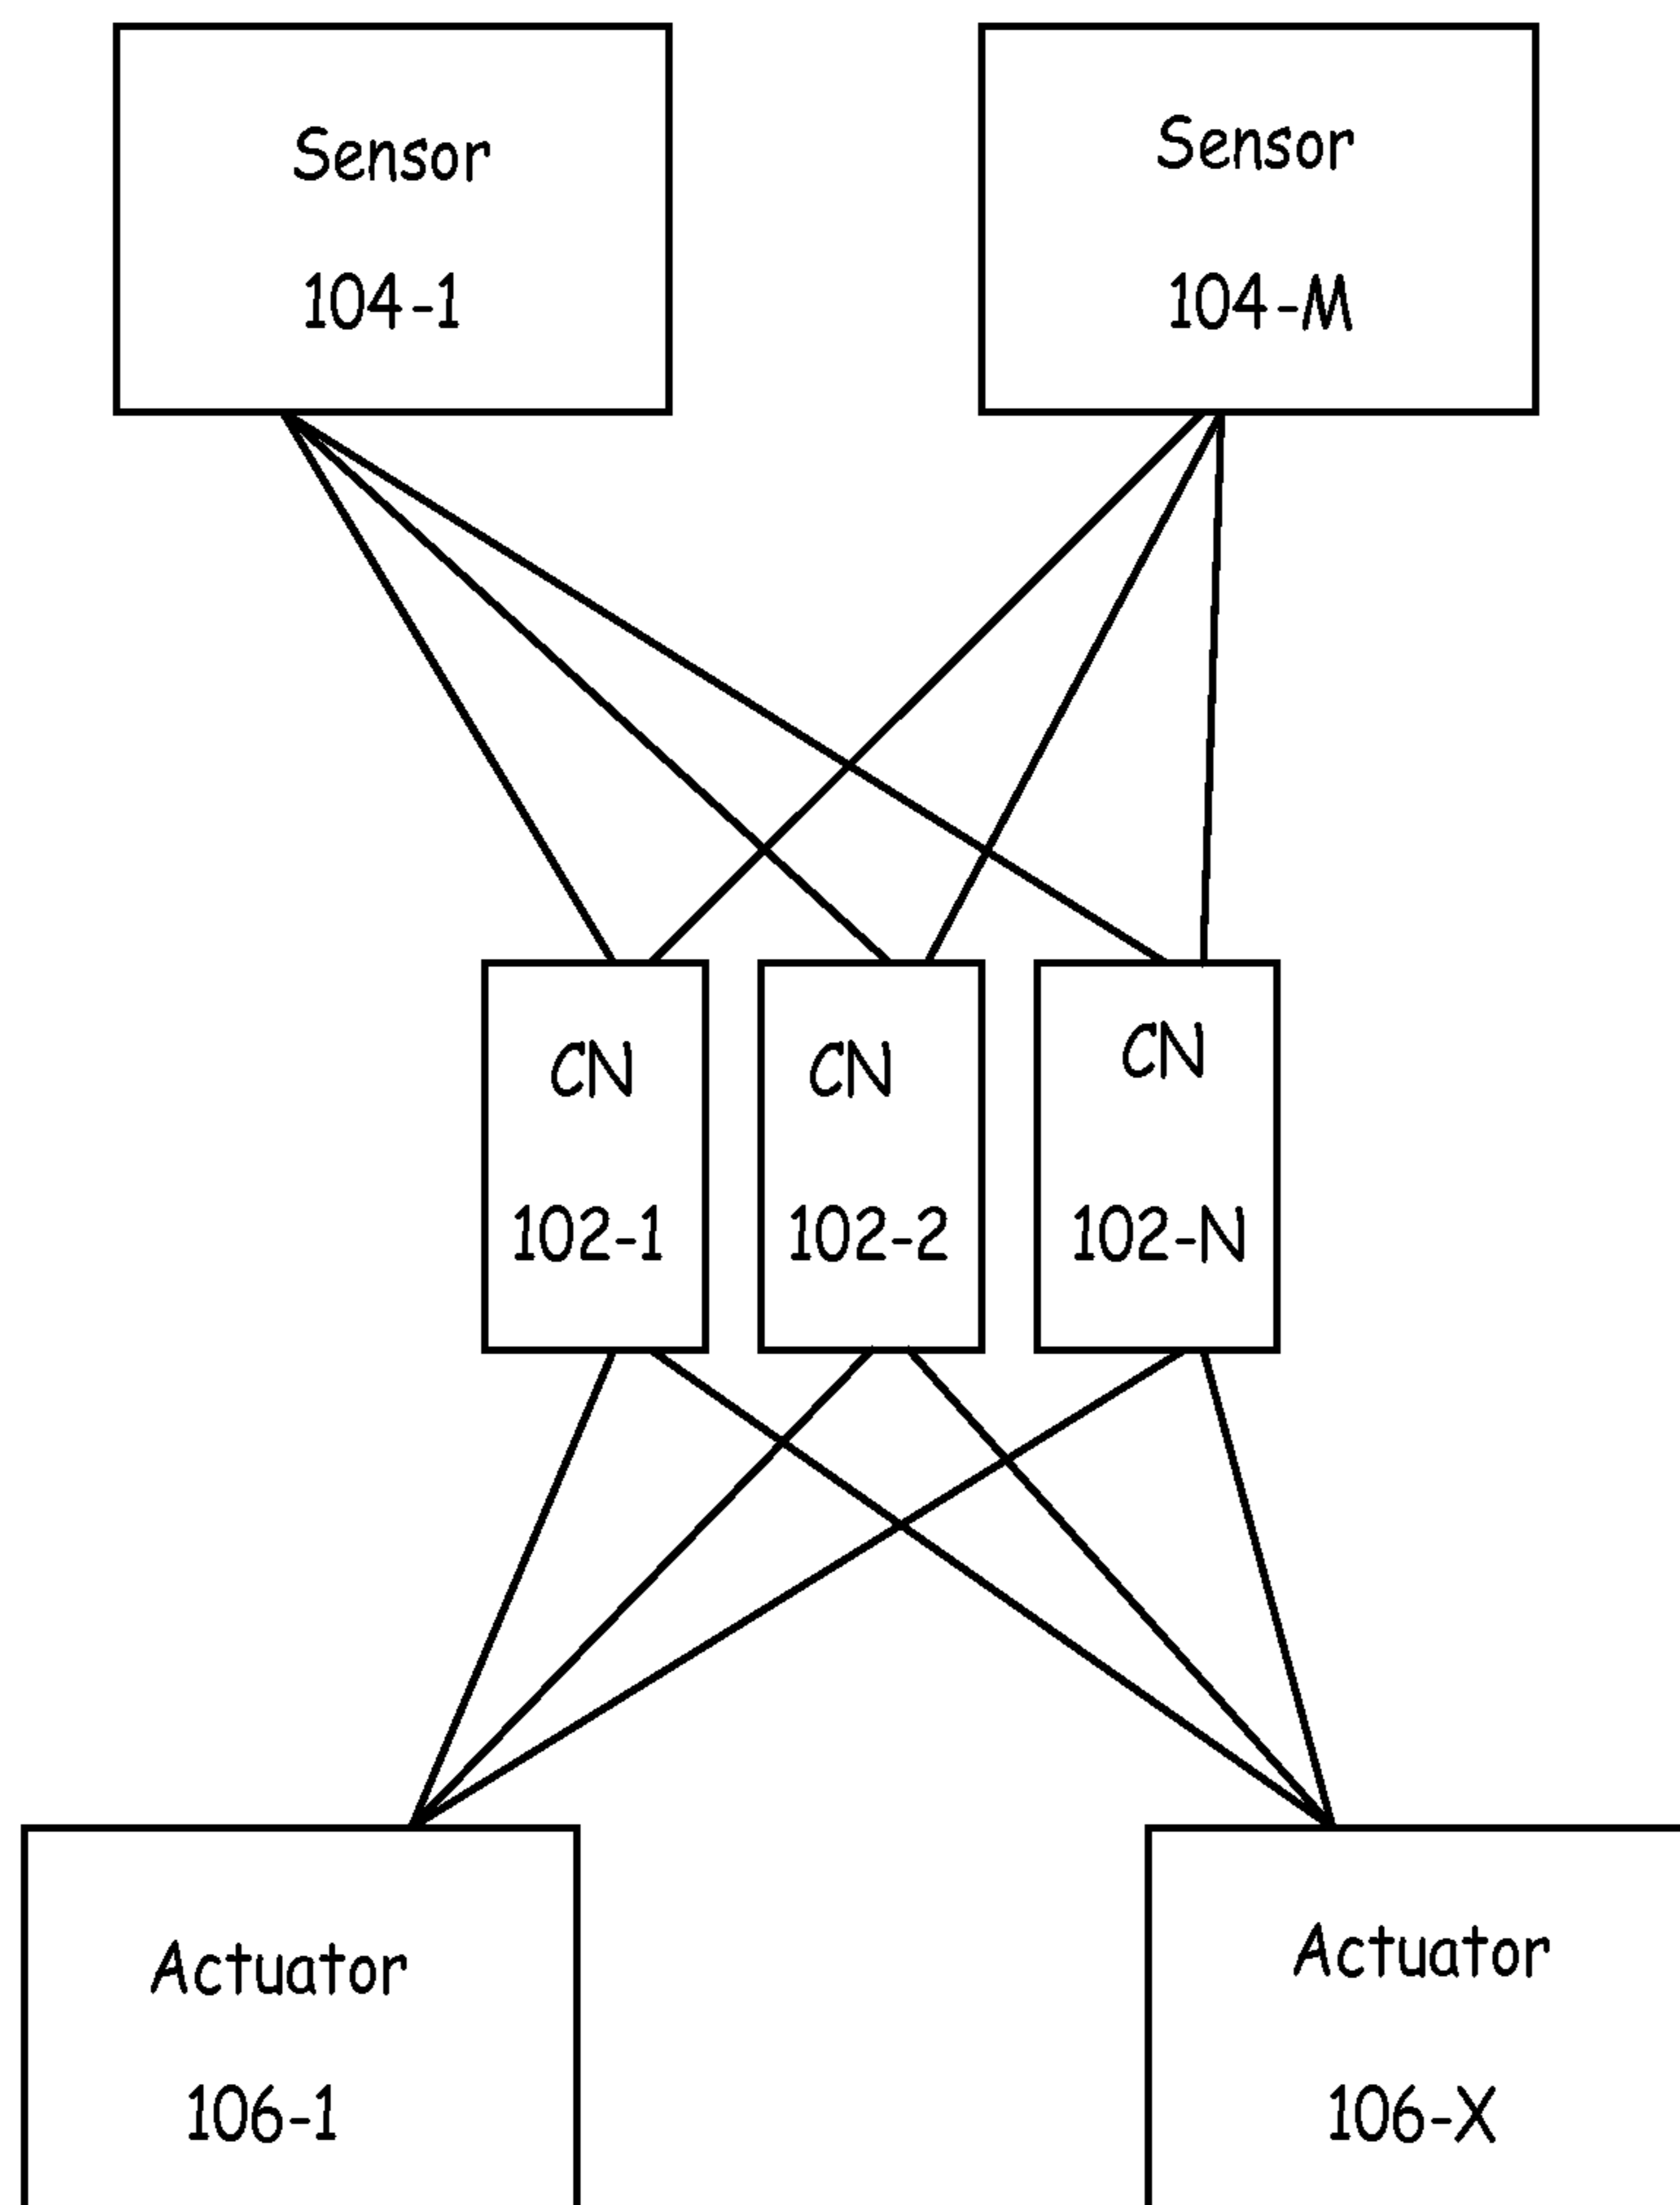 Sensor
104-1
Sensor
104-M
CN
102-1
CN
102-2
CN
102-N
Actuator
106-1
Actuator
106-X